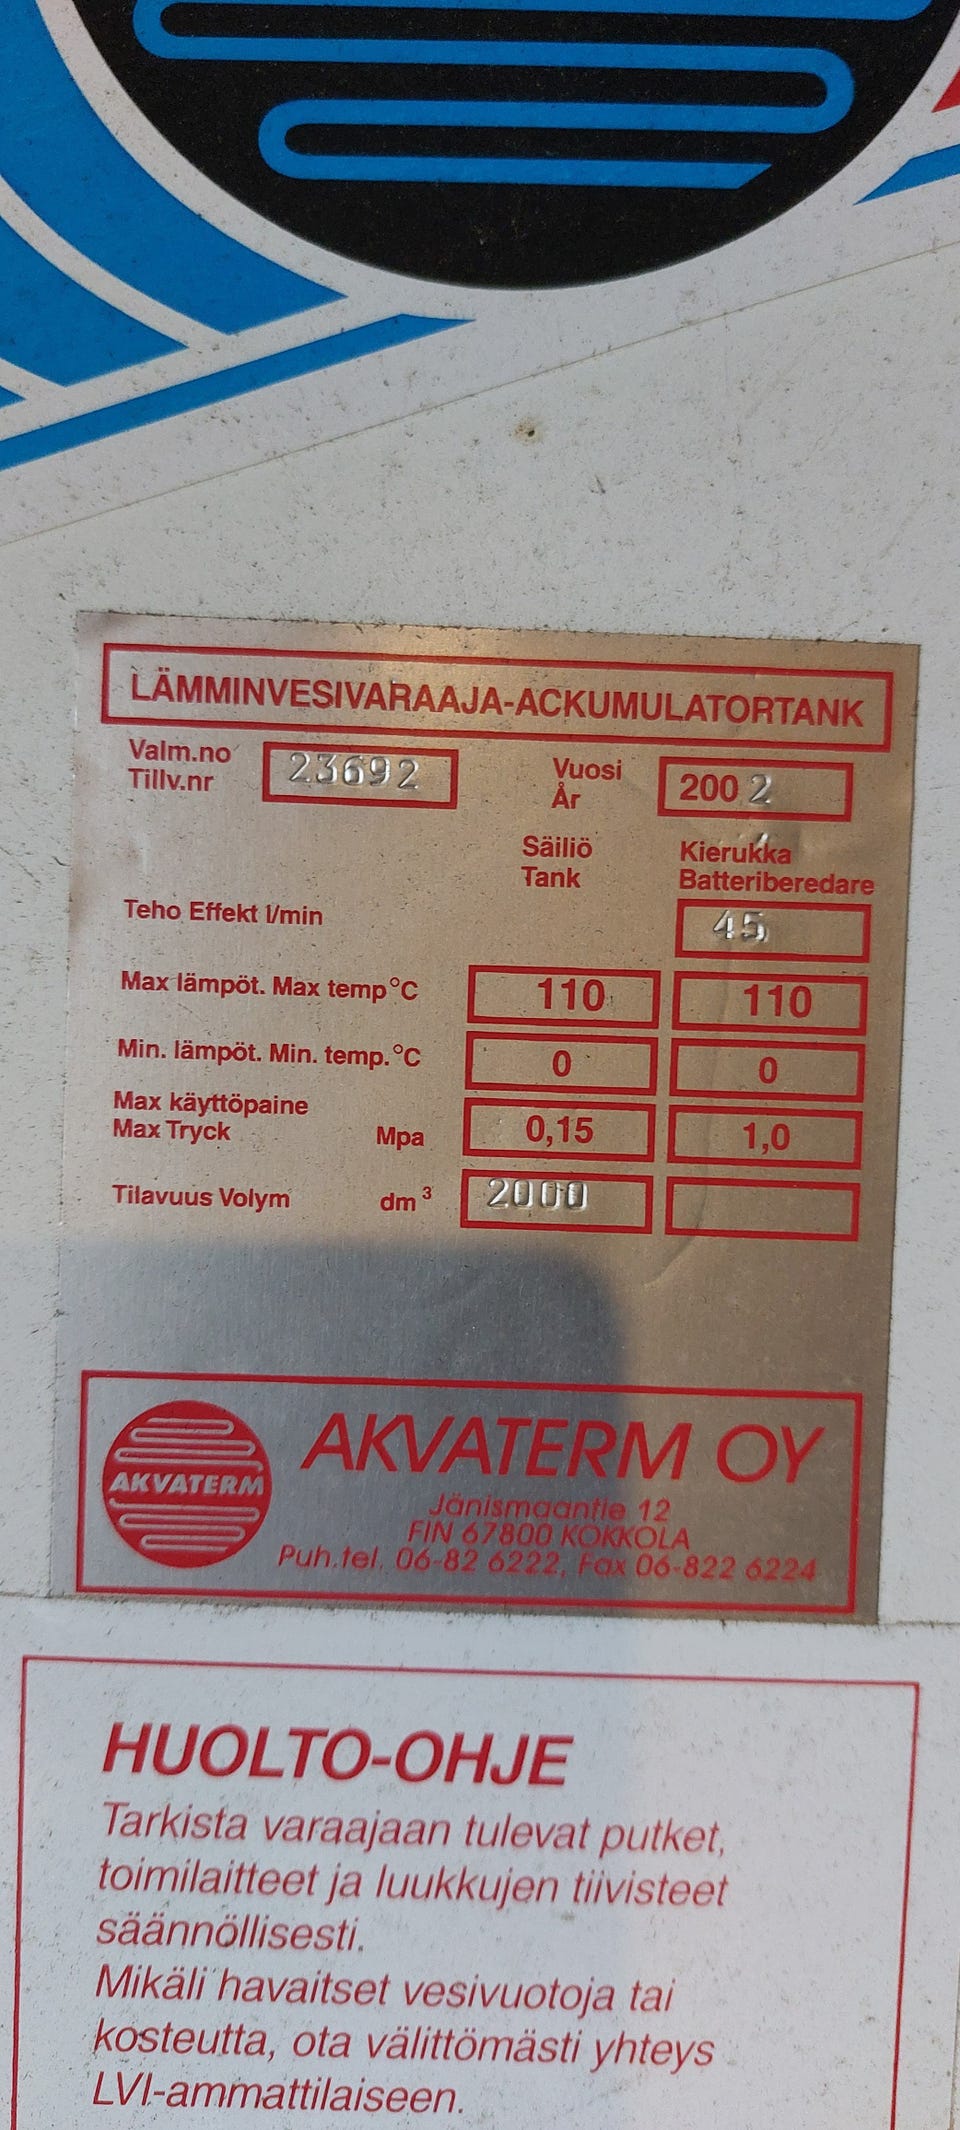 LÄMMINVESIVARAAJA-ACKUMULATORTANK
Valm.no
Tillv.nr
23692
Vuosi
År
2002
Säiliö
Tank
Kierukka
Batteriberedare
Teho Effekt l/min 45
Max lämpöt. Max temp °C 110 110
Min. lämpöt. Min. temp. °C 0 0
Max käyttöpaine
Max Tryck Mpa 0,15 1,0
Tilavuus Volym dm³ 2000
AKVATERM
AKVATERM OY
Jänismaantie 12
FIN 67800 KOKKOLA
Puh.tel. 06-82 6222, Fax 06-822 6224
HUOLTO-OHJE
Tarkista varaajaan tulevat putket,
toimilaitteet ja luukkujen tiivisteet
säännöllisesti.
Mikäli havaitset vesivuotoja tai
kosteutta, ota välittömästi yhteys
LVI-ammattilaiseen.